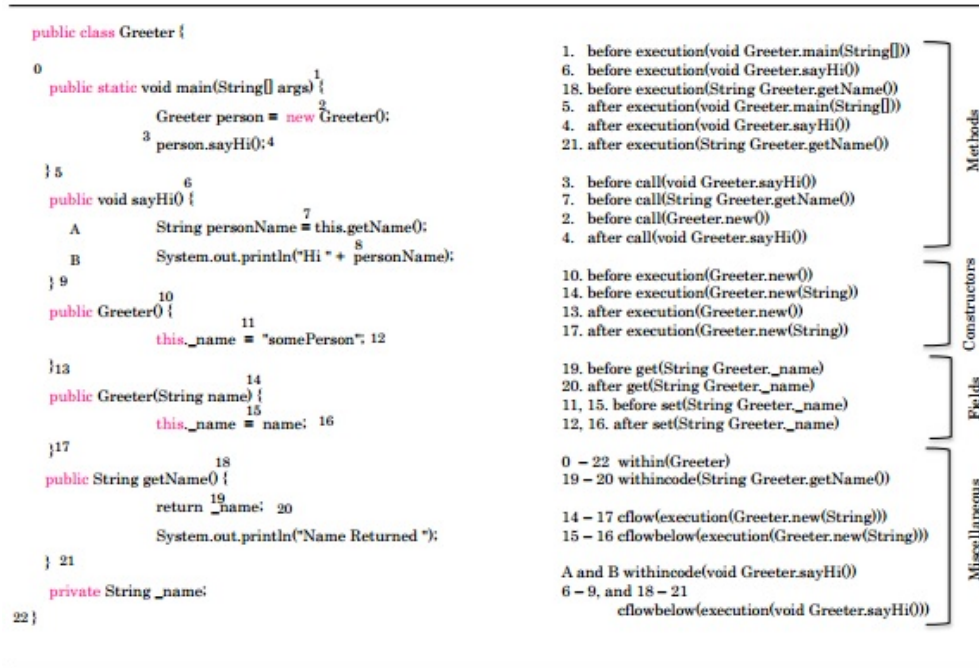 public class Greeter {
0
1
public static void main(String[] args) {
2
Greeter person = new Greeter();
3 person.sayHi();4
} 5
6
public void sayHi() {
7
A String personName = this.getName();
8
B System.out.println("Hi " + personName);
} 9
10
public Greeter() {
11
this._name = "somePerson"; 12
}13
14
public Greeter(String name) {
15
this._name = name; 16
}17
18
public String getName() {
19
return _name; 20
System.out.println("Name Returned ");
} 21
private String _name;
22 }
1. before execution(void Greeter.main(String[]))
6. before execution(void Greeter.sayHi())
18. before execution(String Greeter.getName())
5. after execution(void Greeter.main(String[]))
4. after execution(void Greeter.sayHi())
21. after execution(String Greeter.getName())
3. before call(void Greeter.sayHi())
7. before call(String Greeter.getName())
2. before call(Greeter.new())
4. after call(void Greeter.sayHi())
Methods
10. before execution(Greeter.new())
14. before execution(Greeter.new(String))
13. after execution(Greeter.new())
17. after execution(Greeter.new(String))
Constructors
19. before get(String Greeter._name)
20. after get(String Greeter._name)
11, 15. before set(String Greeter._name)
12, 16. after set(String Greeter._name)
Fields
0 – 22 within(Greeter)
19 – 20 withincode(String Greeter.getName())
14 – 17 cflow(execution(Greeter.new(String)))
15 – 16 cflowbelow(execution(Greeter.new(String)))
A and B withincode(void Greeter.sayHi())
6 – 9, and 18 – 21
cflowbelow(execution(void Greeter.sayHi()))
Miscellaneous